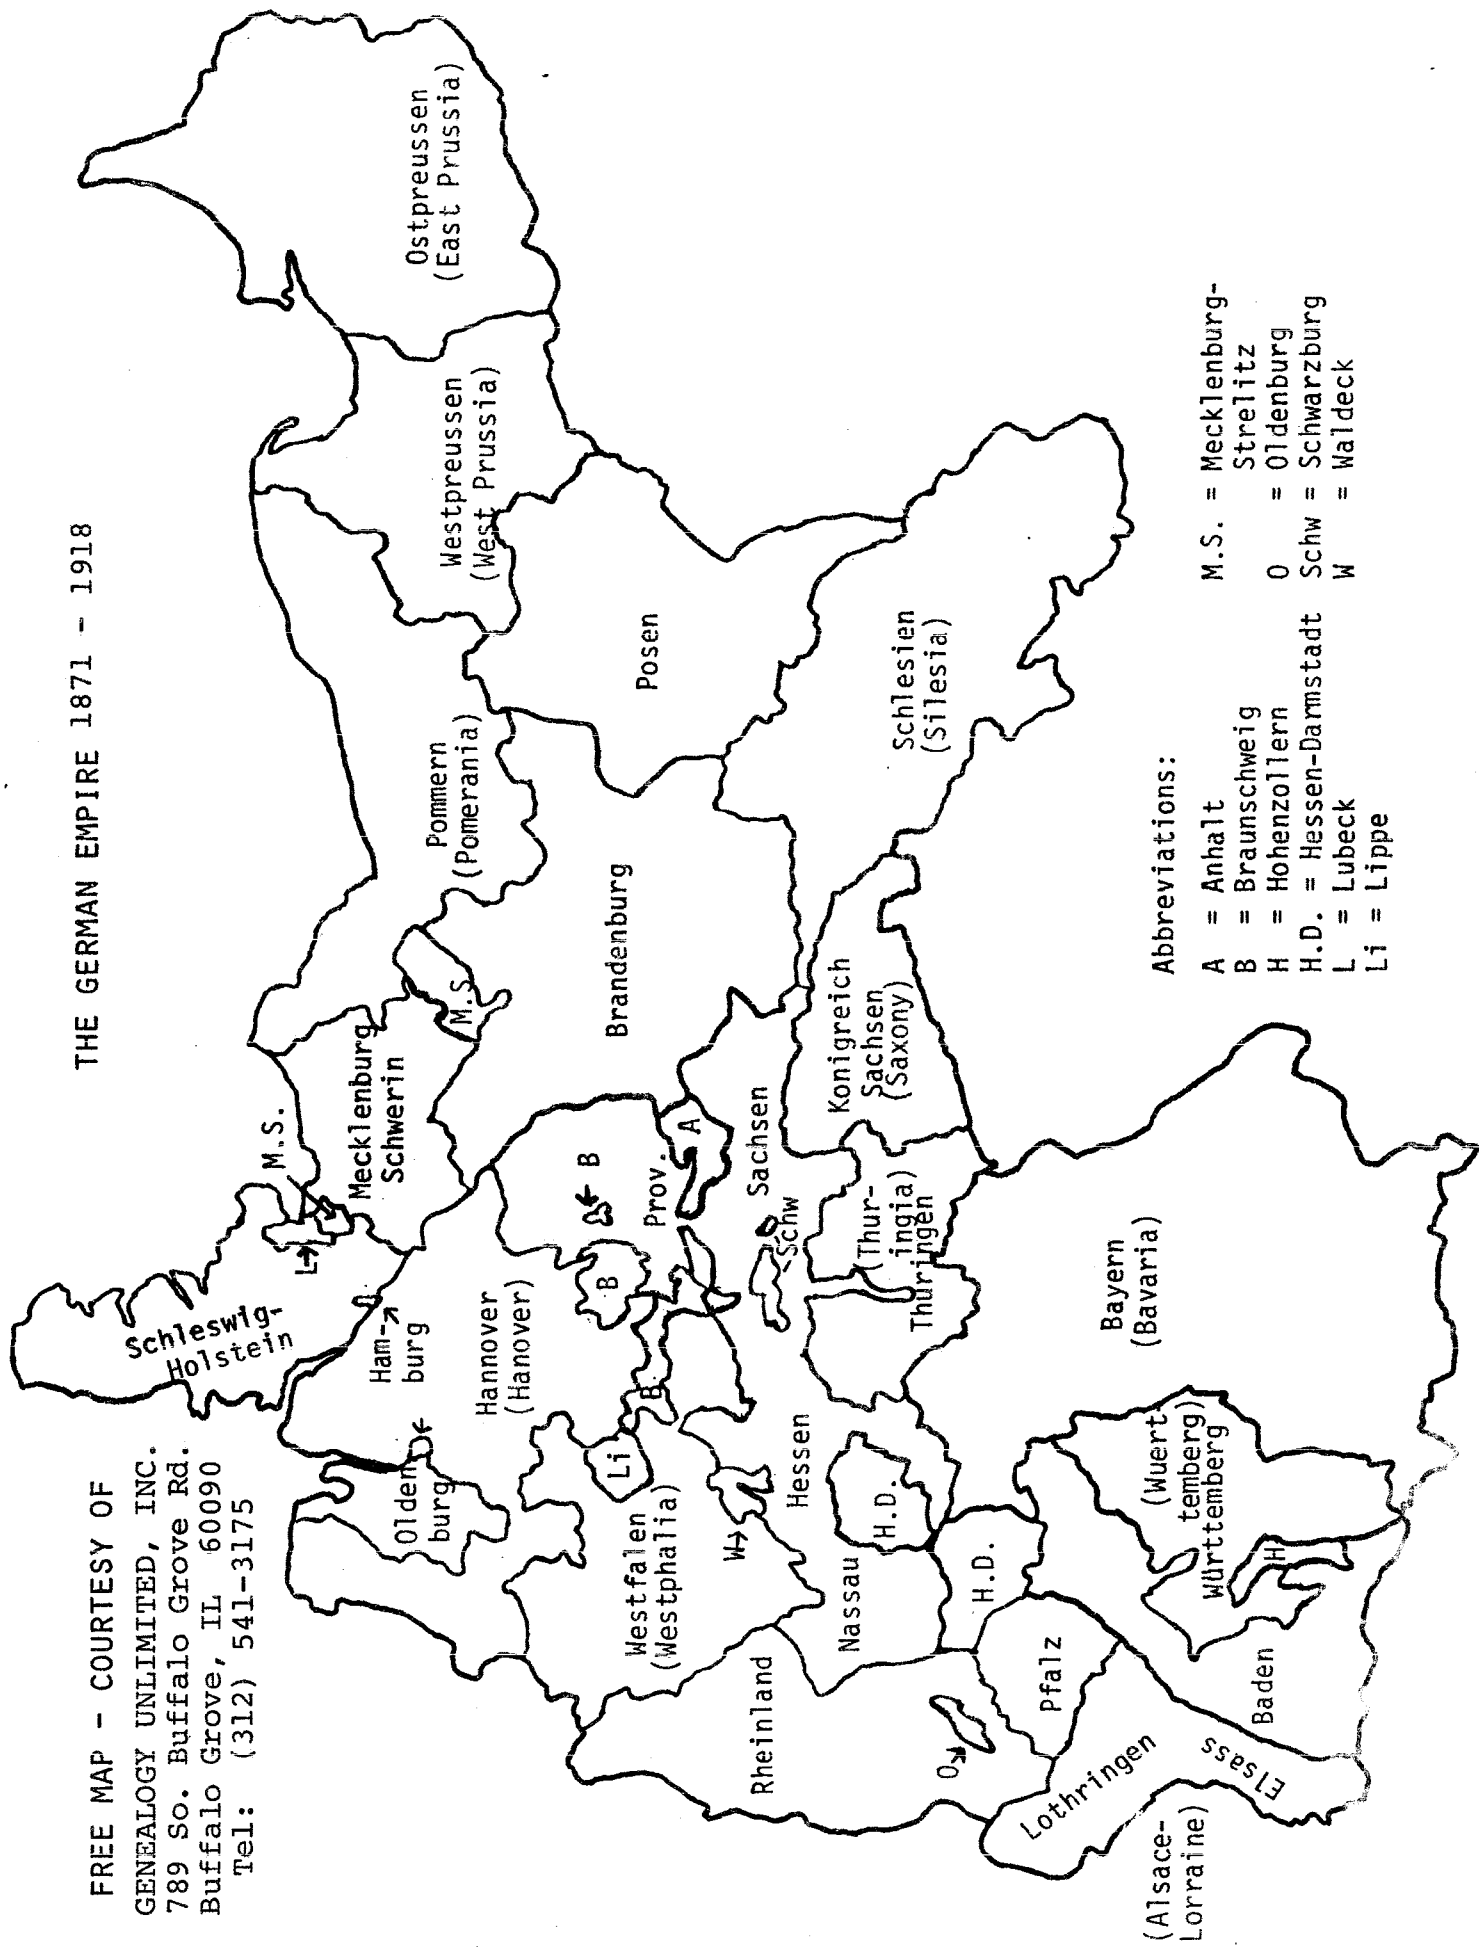 FREE MAP - COURTESY OF
GENEALOGY UNLIMITED, INC.
789 So. Buffalo Grove Rd.
Buffalo Grove, IL 60090
Tel: (312) 541-3175
THE GERMAN EMPIRE 1871 - 1918
Schleswig-
Holstein
M.S.
L
Ham-
burg
Mecklenburg
Schwerin
M.S.
Pommern
(Pomerania)
Westpreussen
(West Prussia)
Ostpreussen
(East Prussia)
Olden
burg
Hannover
(Hanover)
B
B
Brandenburg
Posen
Li
B
Prov.
A
Sachsen
Westfalen
(Westphalia)
W
Hessen
Schw
Konigreich
Sachsen
(Saxony)
Schlesien
(Silesia)
Rheinland
Nassau
H.D.
(Thur-
ingia)
Thuringen
O
H.D.
Pfalz
Lothringen
Elsass
(Alsace-
Lorraine)
Baden
(Wuert
temberg)
Württemberg
H
Bayern
(Bavaria)
Abbreviations:
A = Anhalt
B = Braunschweig
H = Hohenzollern
H.D. = Hessen-Darmstadt
L = Lubeck
Li = Lippe
M.S. = Mecklenburg-
Strelitz
O = Oldenburg
Schw = Schwarzburg
W = Waldeck